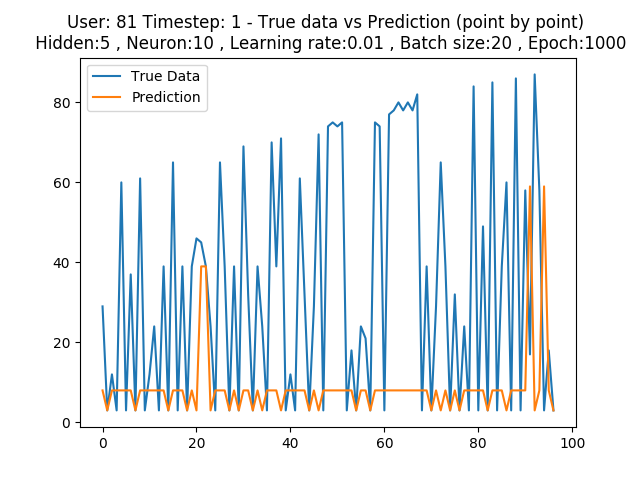 User: 81 Timestep: 1 - True data vs Prediction (point by point)
Hidden:5 , Neuron:10 , Learning rate:0.01 , Batch size:20 , Epoch:1000
True Data
Prediction
80
60
40
20
0
0 20 40 60 80 100